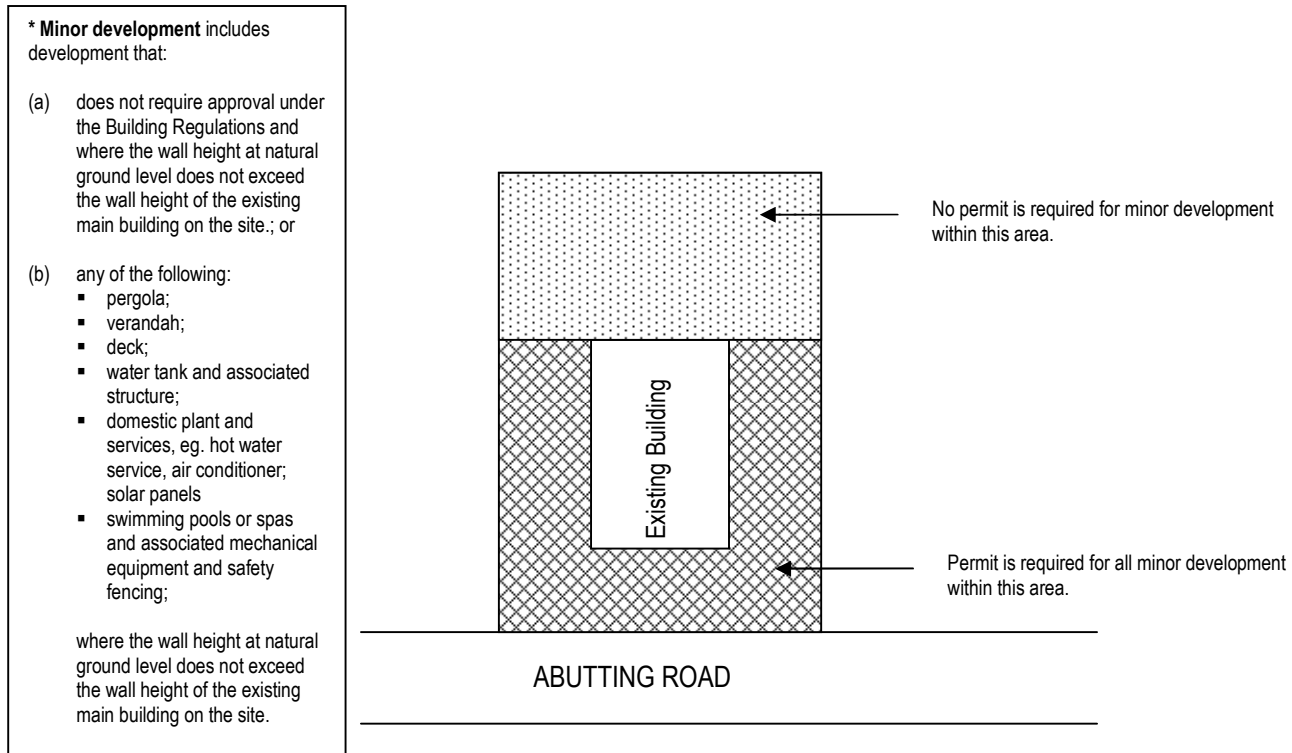 * Minor development includes
development that:
(a) does not require approval under
the Building Regulations and
where the wall height at natural
ground level does not exceed
the wall height of the existing
main building on the site.; or
(b) any of the following:
▪ pergola;
▪ verandah;
▪ deck;
▪ water tank and associated
structure;
▪ domestic plant and
services, eg. hot water
service, air conditioner;
solar panels
▪ swimming pools or spas
and associated mechanical
equipment and safety
fencing;
where the wall height at natural
ground level does not exceed
the wall height of the existing
main building on the site.
No permit is required for minor development
within this area.
Existing Building
Permit is required for all minor development
within this area.
ABUTTING ROAD